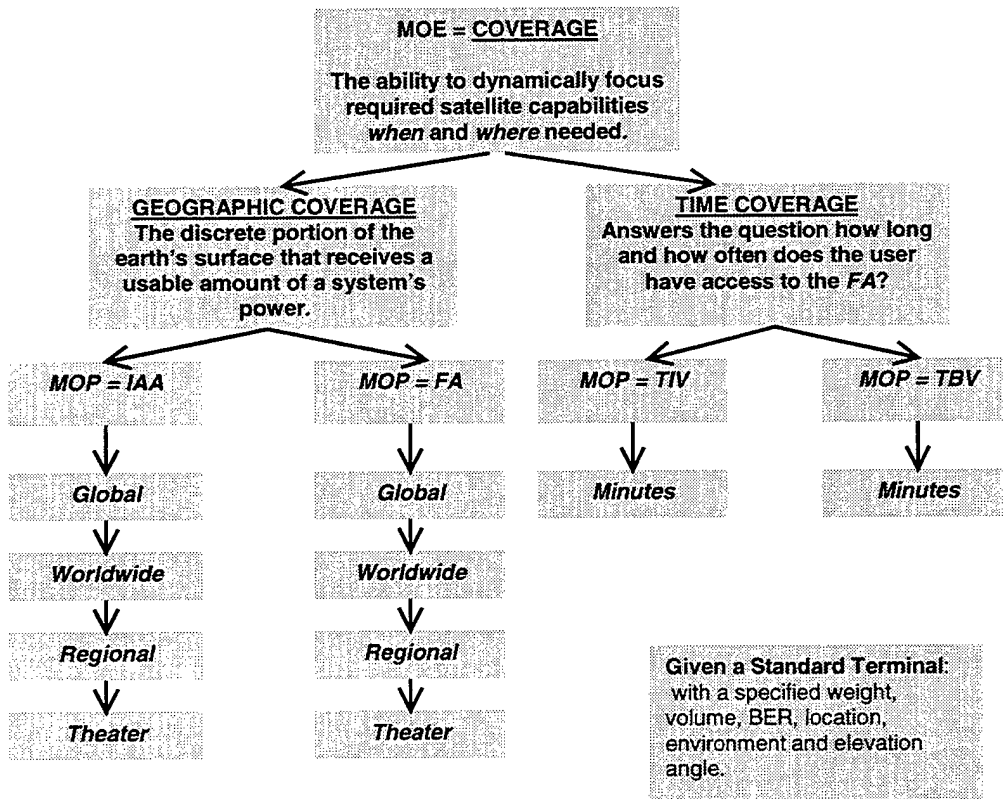 MOE = COVERAGE
The ability to dynamically focus
required satellite capabilities
when and where needed.
GEOGRAPHIC COVERAGE
The discrete portion of the
earth's surface that receives a
usable amount of a system's
power.
TIME COVERAGE
Answers the question how long
and how often does the user
have access to the FA?
MOP = IAA
MOP = FA
MOP = TIV
MOP = TBV
Global
Global
Minutes
Minutes
Worldwide
Worldwide
Regional
Regional
Theater
Theater
Given a Standard Terminal:
with a specified weight,
volume, BER, location,
environment and elevation
angle.